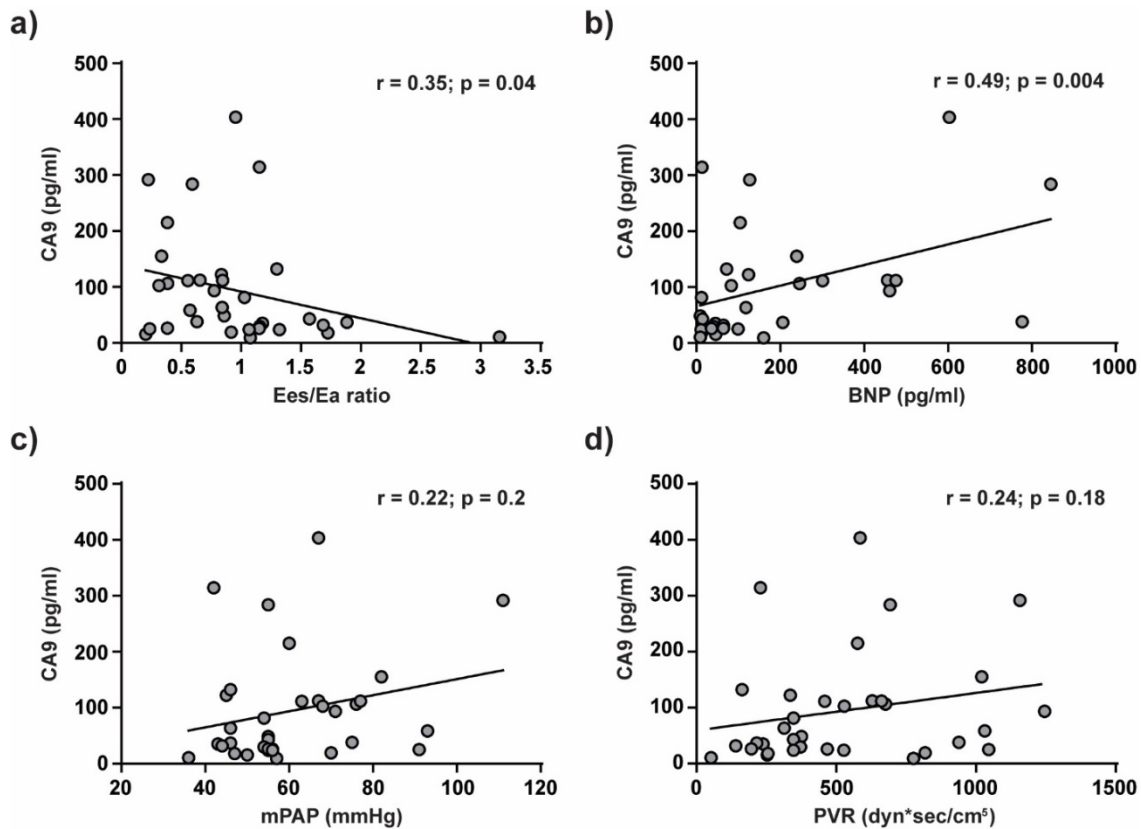 a)
r = 0.35; p = 0.04
CA9 (pg/ml)
500
400
300
200
100
0
0 0.5 1 1.5 2 2.5 3 3.5
Ees/Ea ratio
b)
r = 0.49; p = 0.004
CA9 (pg/ml)
500
400
300
200
100
0
0 200 400 600 800 1000
BNP (pg/ml)
c)
r = 0.22; p = 0.2
CA9 (pg/ml)
500
400
300
200
100
0
20 40 60 80 100 120
mPAP (mmHg)
d)
r = 0.24; p = 0.18
CA9 (pg/ml)
500
400
300
200
100
0
0 500 1000 1500
PVR (dyn*sec/cm⁵)